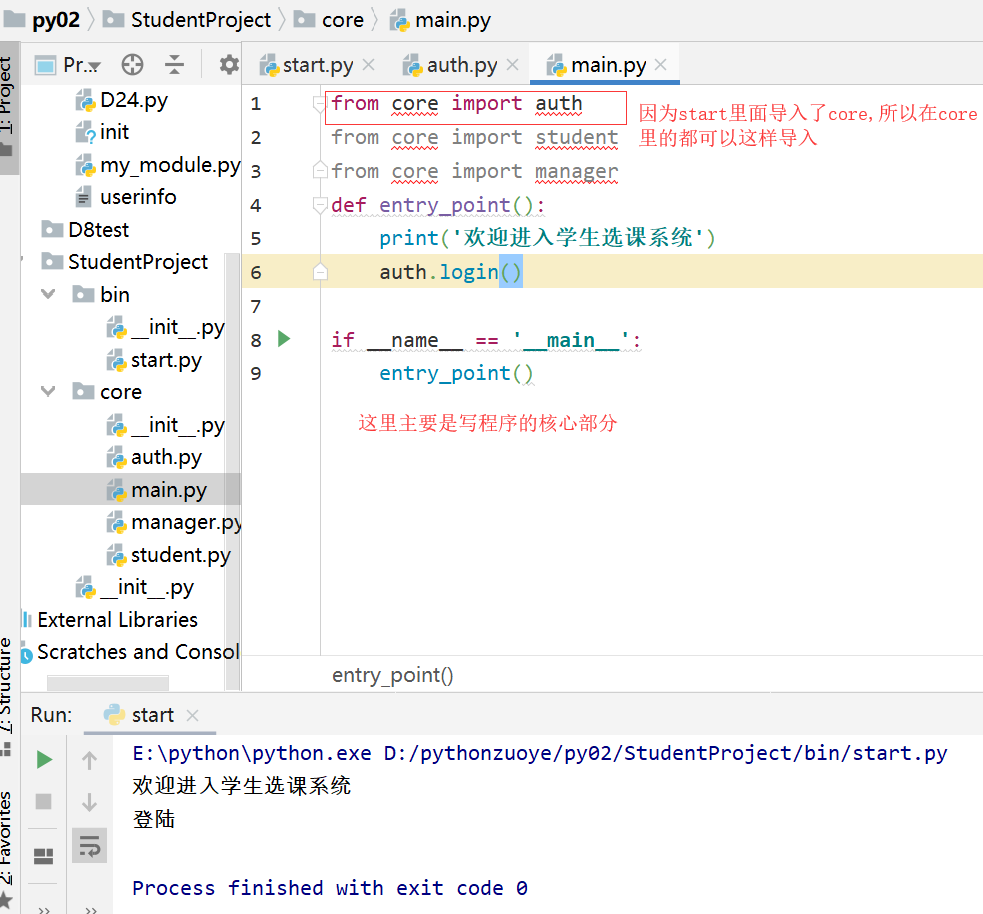 py02 StudentProject core main.py
1: Project
Pr...
start.py auth.py main.py
D24.py
init
my_module.py
userinfo
D8test
StudentProject
bin
__init__.py
start.py
core
__init__.py
auth.py
main.py
manager.py
student.py
__init__.py
External Libraries
Scratches and Consol
1 from core import auth
2 from core import student
3 from core import manager
4 def entry_point():
5 print('欢迎进入学生选课系统')
6 auth.login()
7
8 if __name__ == '__main__':
9 entry_point()
因为start里面导入了core,所以在core
里的都可以这样导入
这里主要是写程序的核心部分
entry_point()
7: Structure
2: Favorites
Run: start
E:\python\python.exe D:/pythonzuoye/py02/StudentProject/bin/start.py
欢迎进入学生选课系统
登陆
Process finished with exit code 0